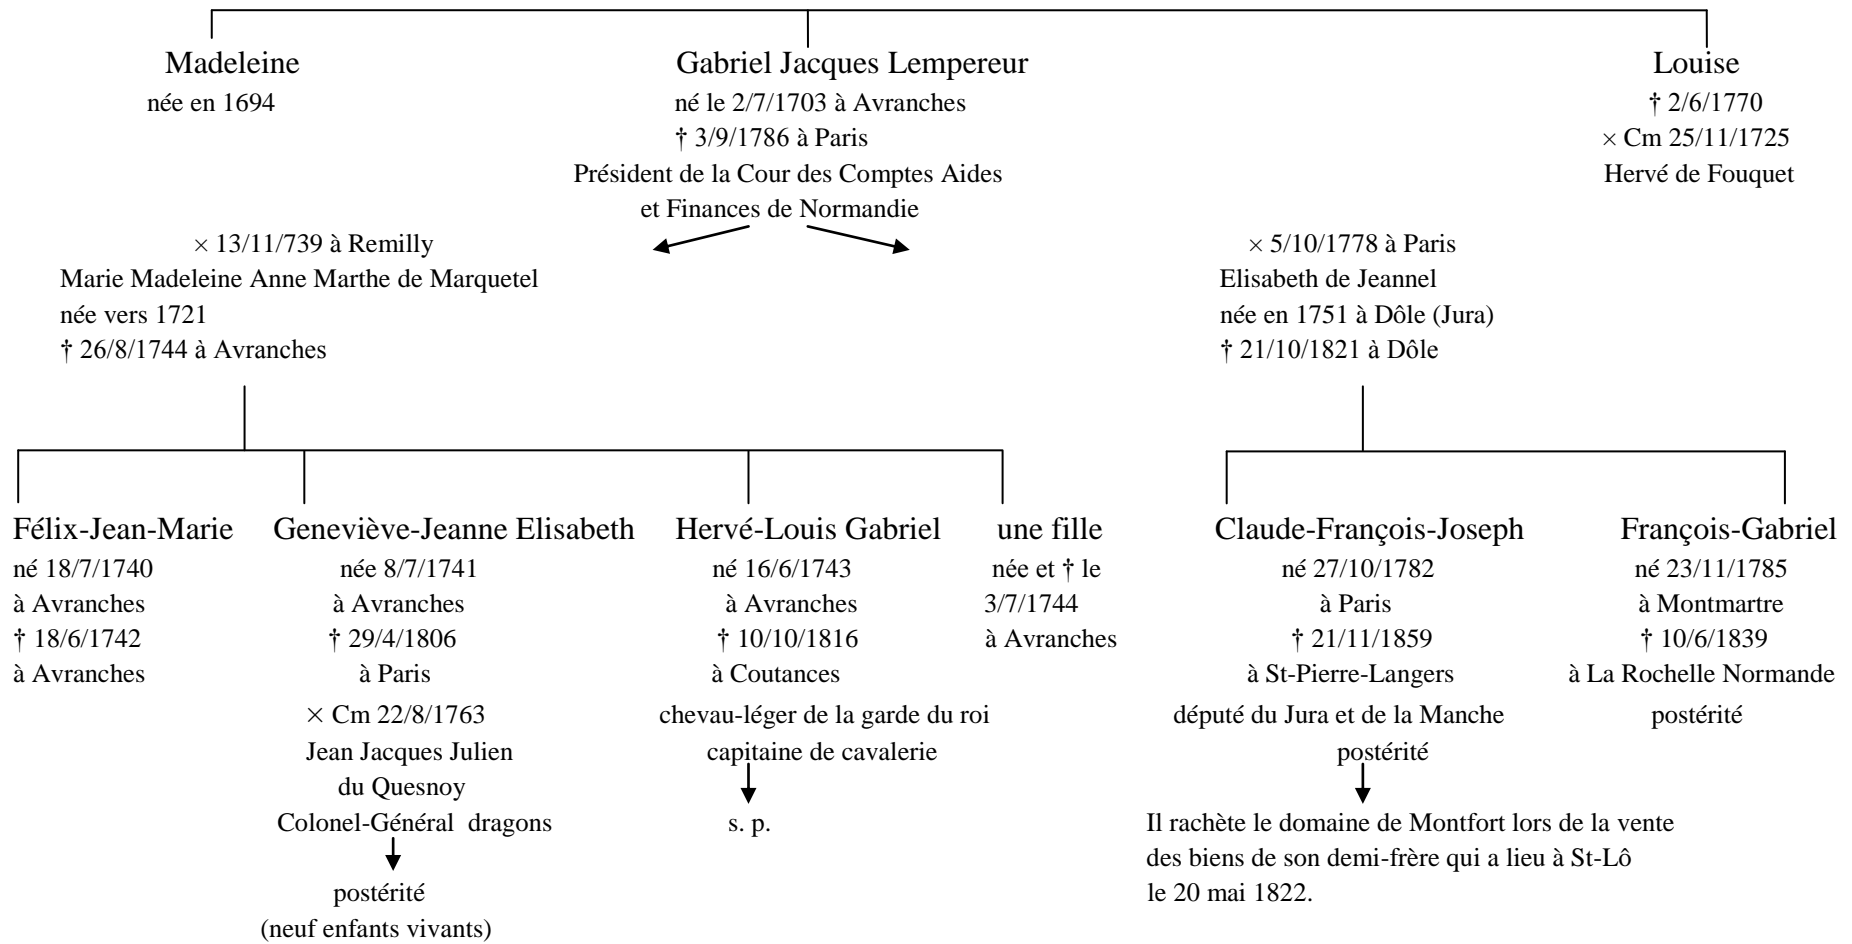 Madeleine
née en 1694
Gabriel Jacques Lempereur
né le 2/7/1703 à Avranches
† 3/9/1786 à Paris
Président de la Cour des Comptes Aides
et Finances de Normandie
Louise
† 2/6/1770
× Cm 25/11/1725
Hervé de Fouquet
× 13/11/739 à Remilly
Marie Madeleine Anne Marthe de Marquetel
née vers 1721
† 26/8/1744 à Avranches
× 5/10/1778 à Paris
Elisabeth de Jeannel
née en 1751 à Dôle (Jura)
† 21/10/1821 à Dôle
Félix-Jean-Marie
né 18/7/1740
à Avranches
† 18/6/1742
à Avranches
Geneviève-Jeanne Elisabeth
née 8/7/1741
à Avranches
† 29/4/1806
à Paris
× Cm 22/8/1763
Jean Jacques Julien
du Quesnoy
Colonel-Général dragons
postérité
(neuf enfants vivants)
Hervé-Louis Gabriel
né 16/6/1743
à Avranches
† 10/10/1816
à Coutances
chevau-léger de la garde du roi
capitaine de cavalerie
s. p.
une fille
née et † le
3/7/1744
à Avranches
Claude-François-Joseph
né 27/10/1782
à Paris
† 21/11/1859
à St-Pierre-Langers
député du Jura et de la Manche
postérité
Il rachète le domaine de Montfort lors de la vente
des biens de son demi-frère qui a lieu à St-Lô
le 20 mai 1822.
François-Gabriel
né 23/11/1785
à Montmartre
† 10/6/1839
à La Rochelle Normande
postérité